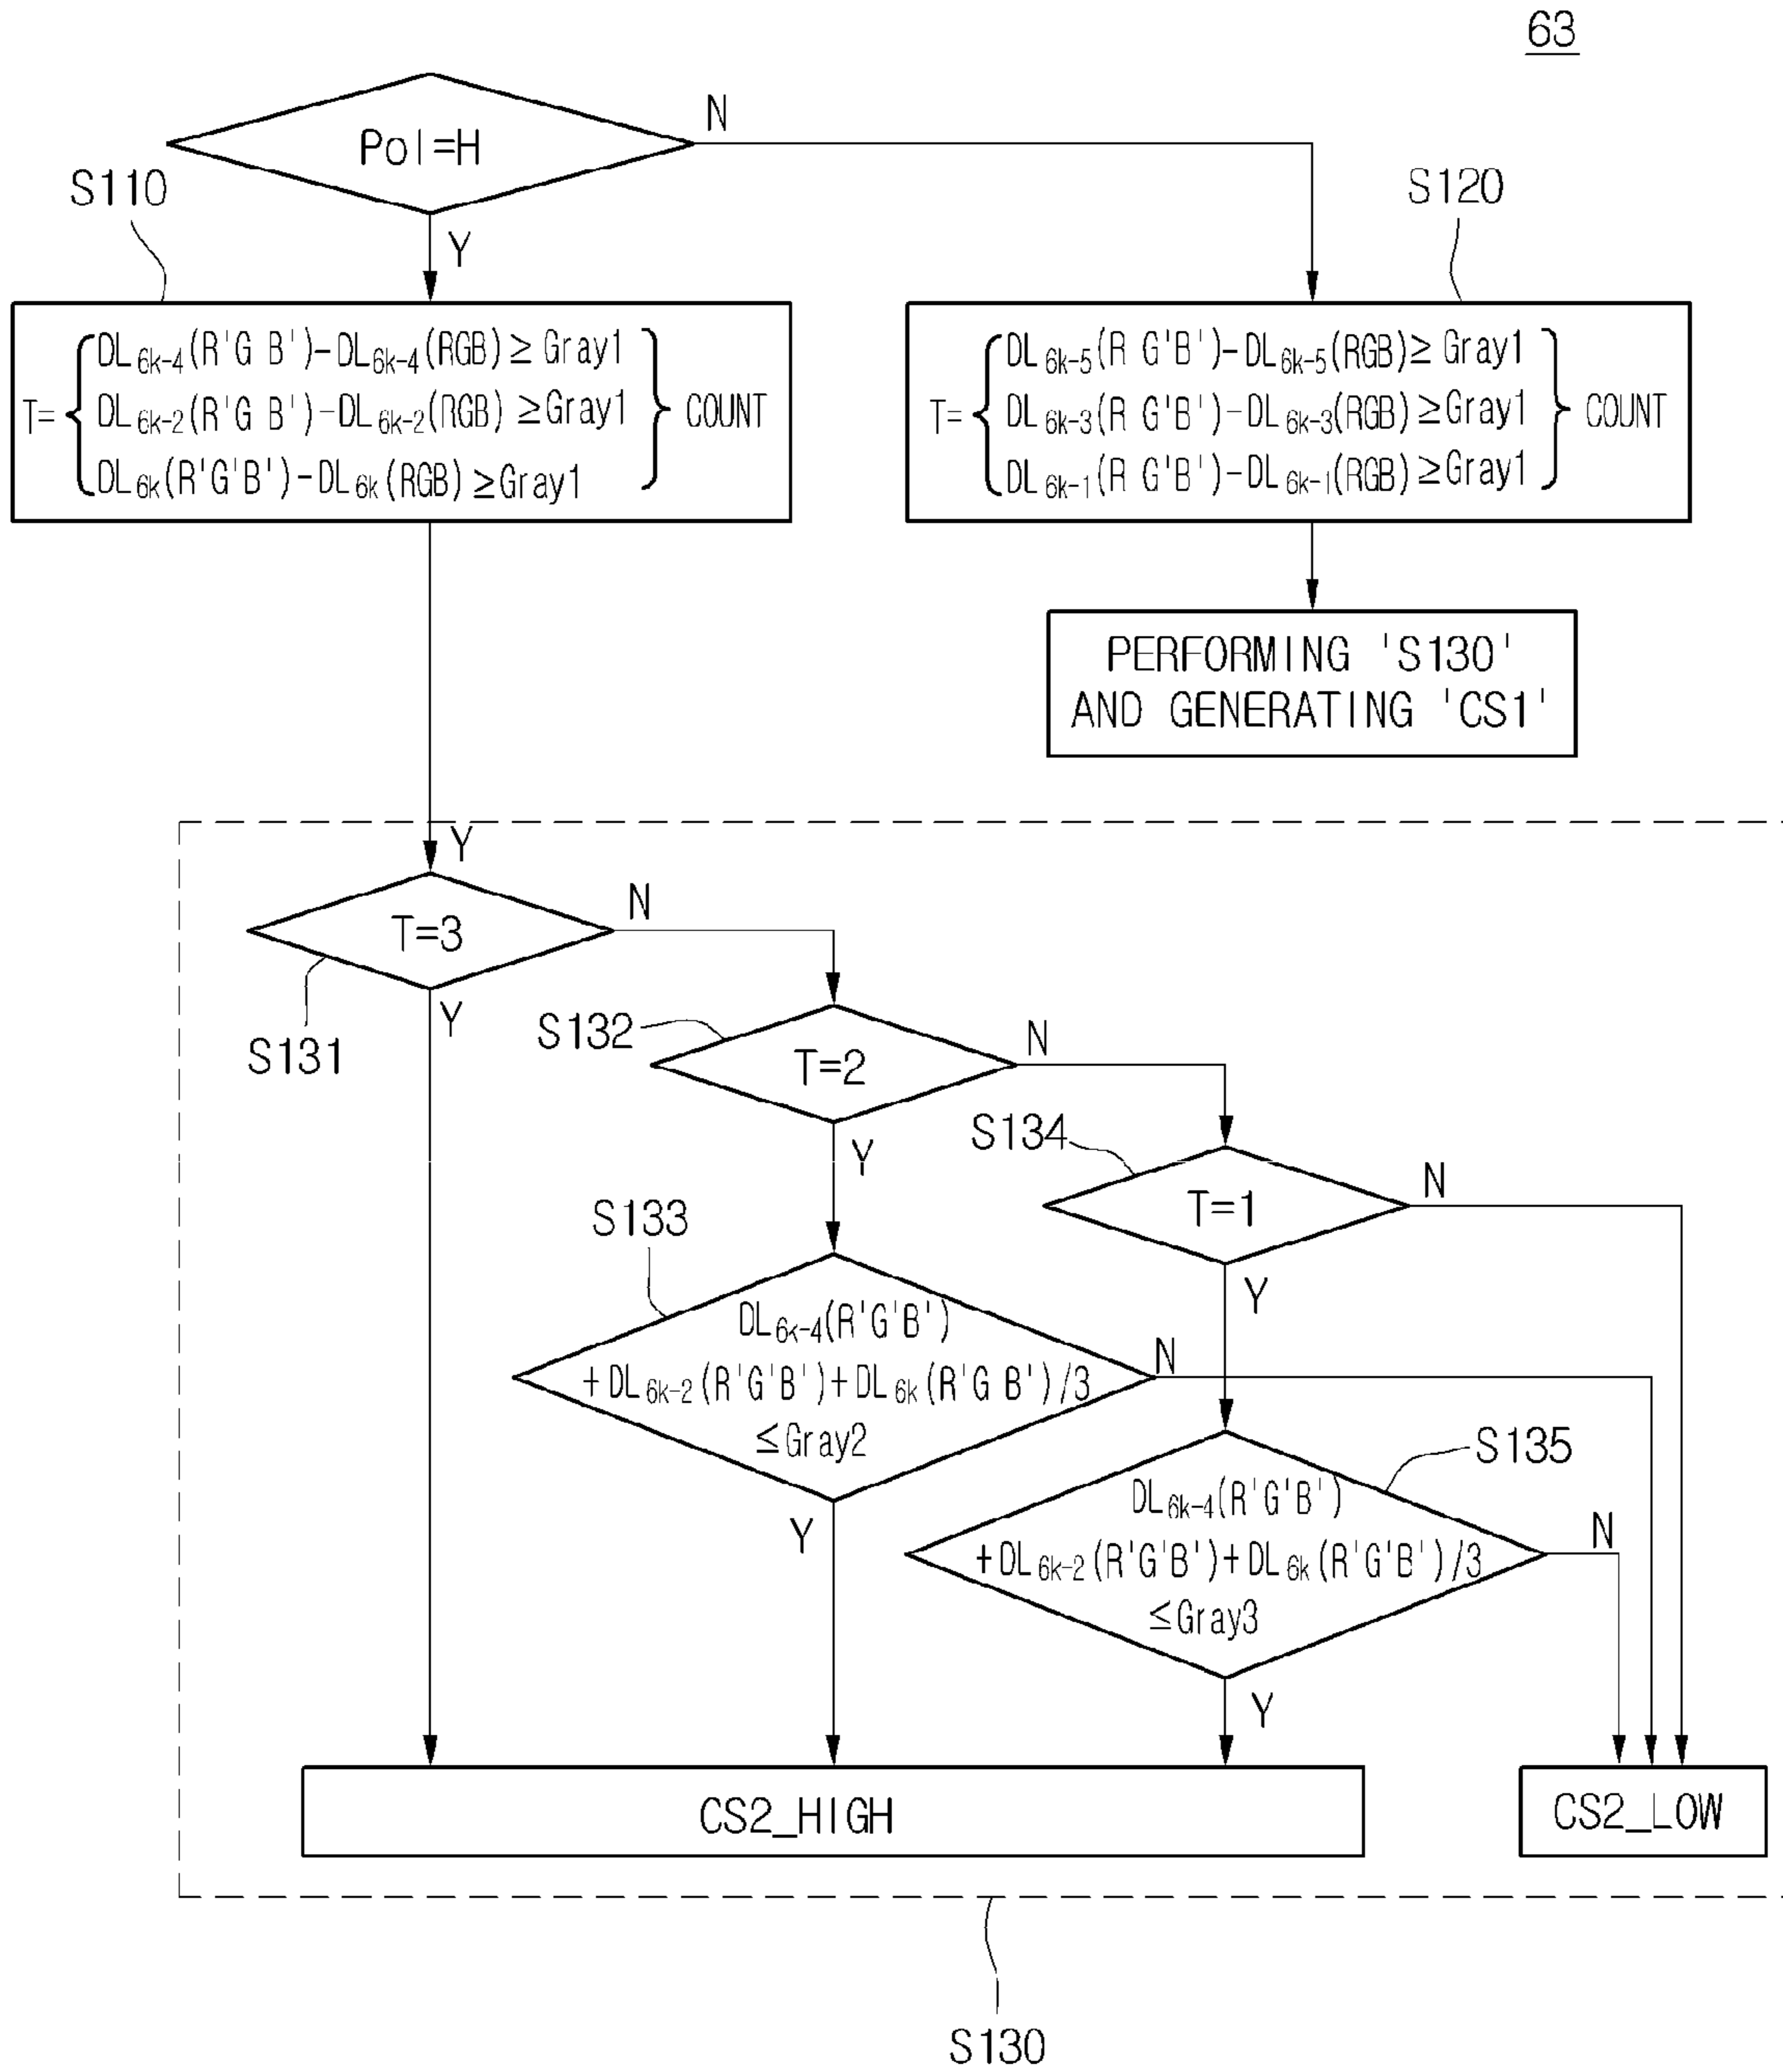 63
Pol=H
N
Y
S110
S120
T= { DL6k-4(R'G B')-DL6k-4(RGB)≥Gray1
DL6k-2(R'G B')-DL6k-2(RGB)≥Gray1
DL6k(R'G'B')-DL6k(RGB)≥Gray1 } COUNT
T= { DL6k-5(R G'B')-DL6k-5(RGB)≥Gray1
DL6k-3(R G'B')-DL6k-3(RGB)≥Gray1
DL6k-1(R G'B')-DL6k-1(RGB)≥Gray1 } COUNT
PERFORMING 'S130'
AND GENERATING 'CS1'
Y
T=3
N
Y
S131
S132
T=2
N
Y
S134
T=1
N
Y
S133
DL6k-4(R'G'B')
+DL6k-2(R'G'B')+DL6k(R'G B')/3
≤Gray2
N
Y
S135
DL6k-4(R'G'B')
+DL6k-2(R'G'B')+DL6k(R'G'B')/3
≤Gray3
N
Y
CS2_HIGH
CS2_LOW
S130